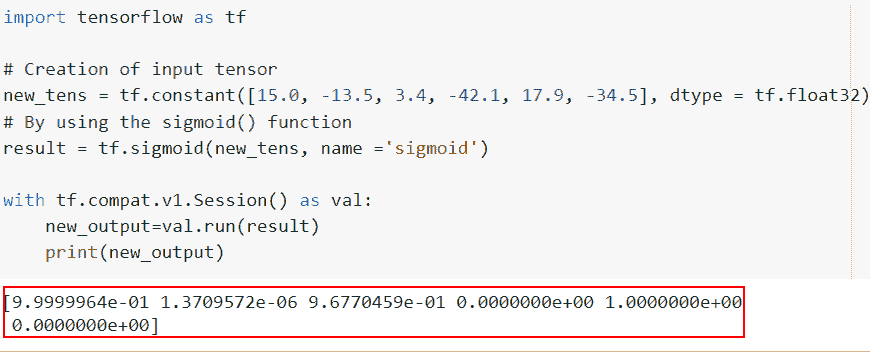 import tensorflow as tf
# Creation of input tensor
new_tens = tf.constant([15.0, -13.5, 3.4, -42.1, 17.9, -34.5], dtype = tf.float32)
# By using the sigmoid() function
result = tf.sigmoid(new_tens, name ='sigmoid')
with tf.compat.v1.Session() as val:
    new_output=val.run(result)
    print(new_output)
[9.9999964e-01 1.3709572e-06 9.6770459e-01 0.0000000e+00 1.0000000e+00
 0.0000000e+00]